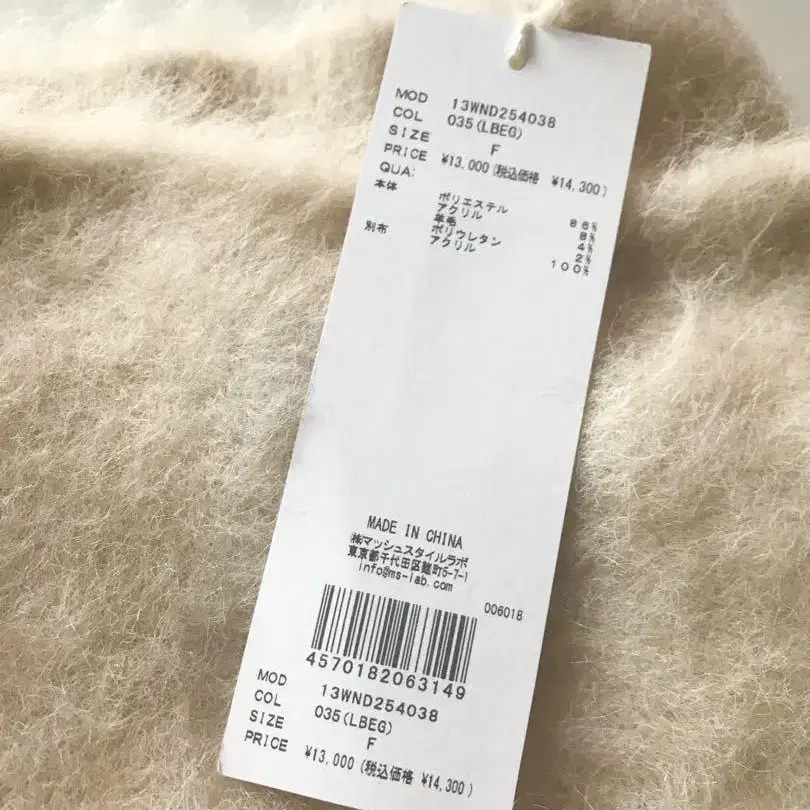 MOD 13WND254038
COL 035(LBEG)
SIZE F
PRICE ¥13,000(税込価格 ¥14,300)
QUA:
本体 ポリエステル 86%
アクリル 8%
羊毛 4%
ポリウレタン 2%
別布 アクリル 100%
MADE IN CHINA
㈱マッシュスタイルラボ
東京都千代田区麹町5-7-1
info@ms-lab.com
006018
4570182063149
MOD 13WND254038
COL 035(LBEG)
SIZE F
PRICE ¥13,000(税込価格 ¥14,300)